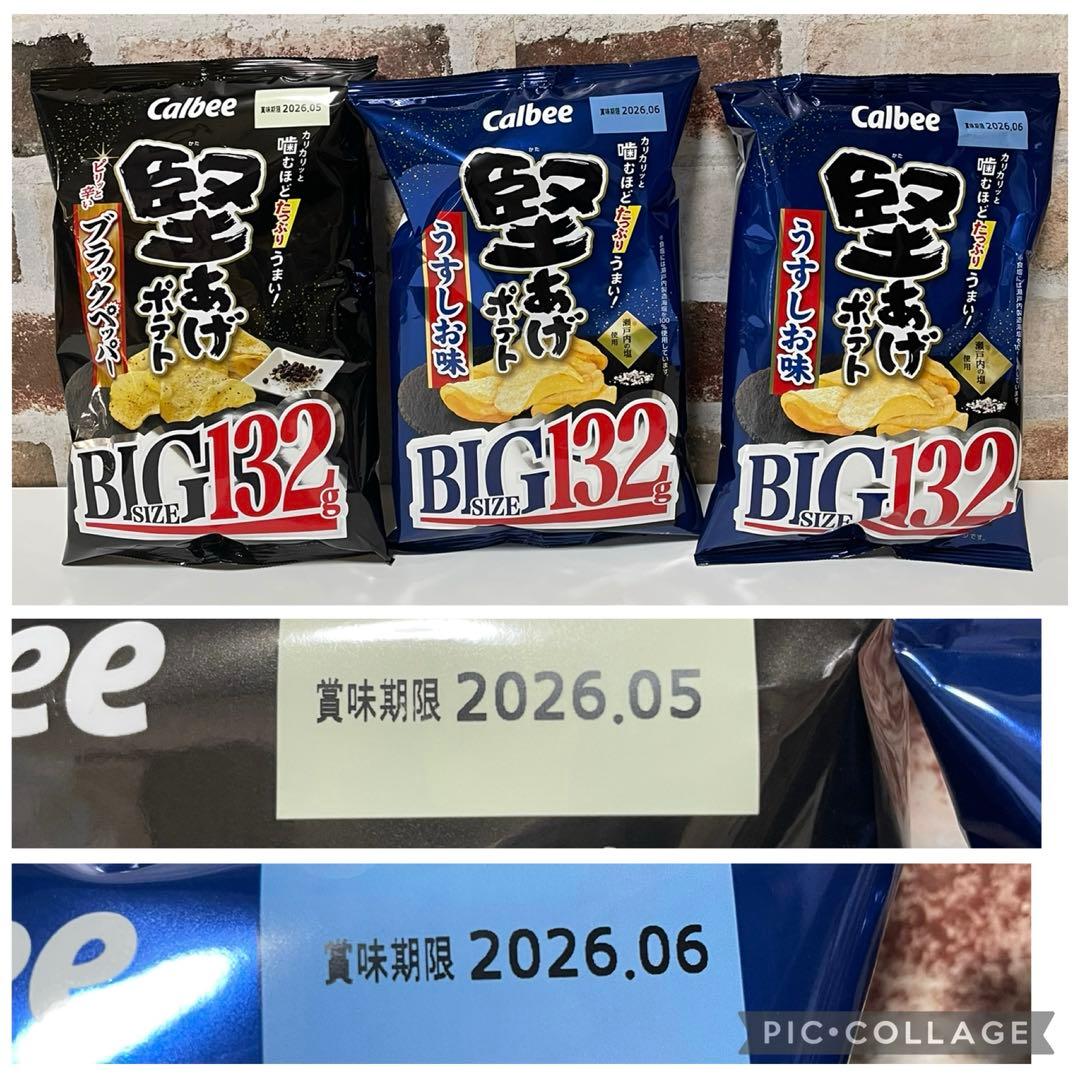 Calbee
賞味期限 2026.05
カリカリッと
噛むほどたっぷりうまい!
かた
堅あげ
ポテト
ピリッと
辛い
ブラックペッパー
BIG
SIZE
132g
Calbee
賞味期限 2026.06
カリカリッと
噛むほどたっぷりうまい!
かた
堅あげ
ポテト
うすしお味
瀬戸内の塩
使用
BIG
SIZE
132g
Calbee
賞味期限 2026.06
カリカリッと
噛むほどたっぷりうまい!
かた
堅あげ
ポテト
うすしお味
瀬戸内の塩
使用
BIG
SIZE
132
です。
ee
賞味期限 2026.05
ee
賞味期限 2026.06
PIC•COLLAGE